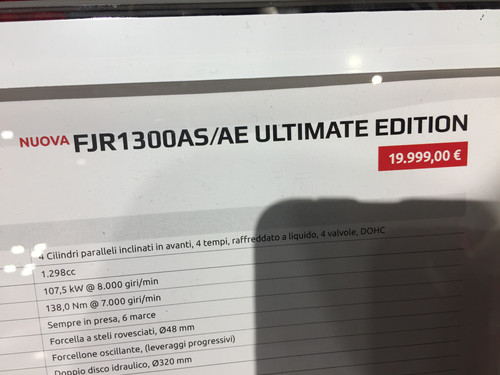 NUOVA FJR1300AS/AE ULTIMATE EDITION
19.999,00 €
4 Cilindri paralleli inclinati in avanti, 4 tempi, raffreddato a liquido, 4 valvole, DOHC
1.298cc
107,5 kW @ 8.000 giri/min
138,0 Nm @ 7.000 giri/min
Sempre in presa, 6 marce
Forcella a steli rovesciati, Ø48 mm
Forcellone oscillante, (leveraggi progressivi)
Doppio disco idraulico, Ø320 mm